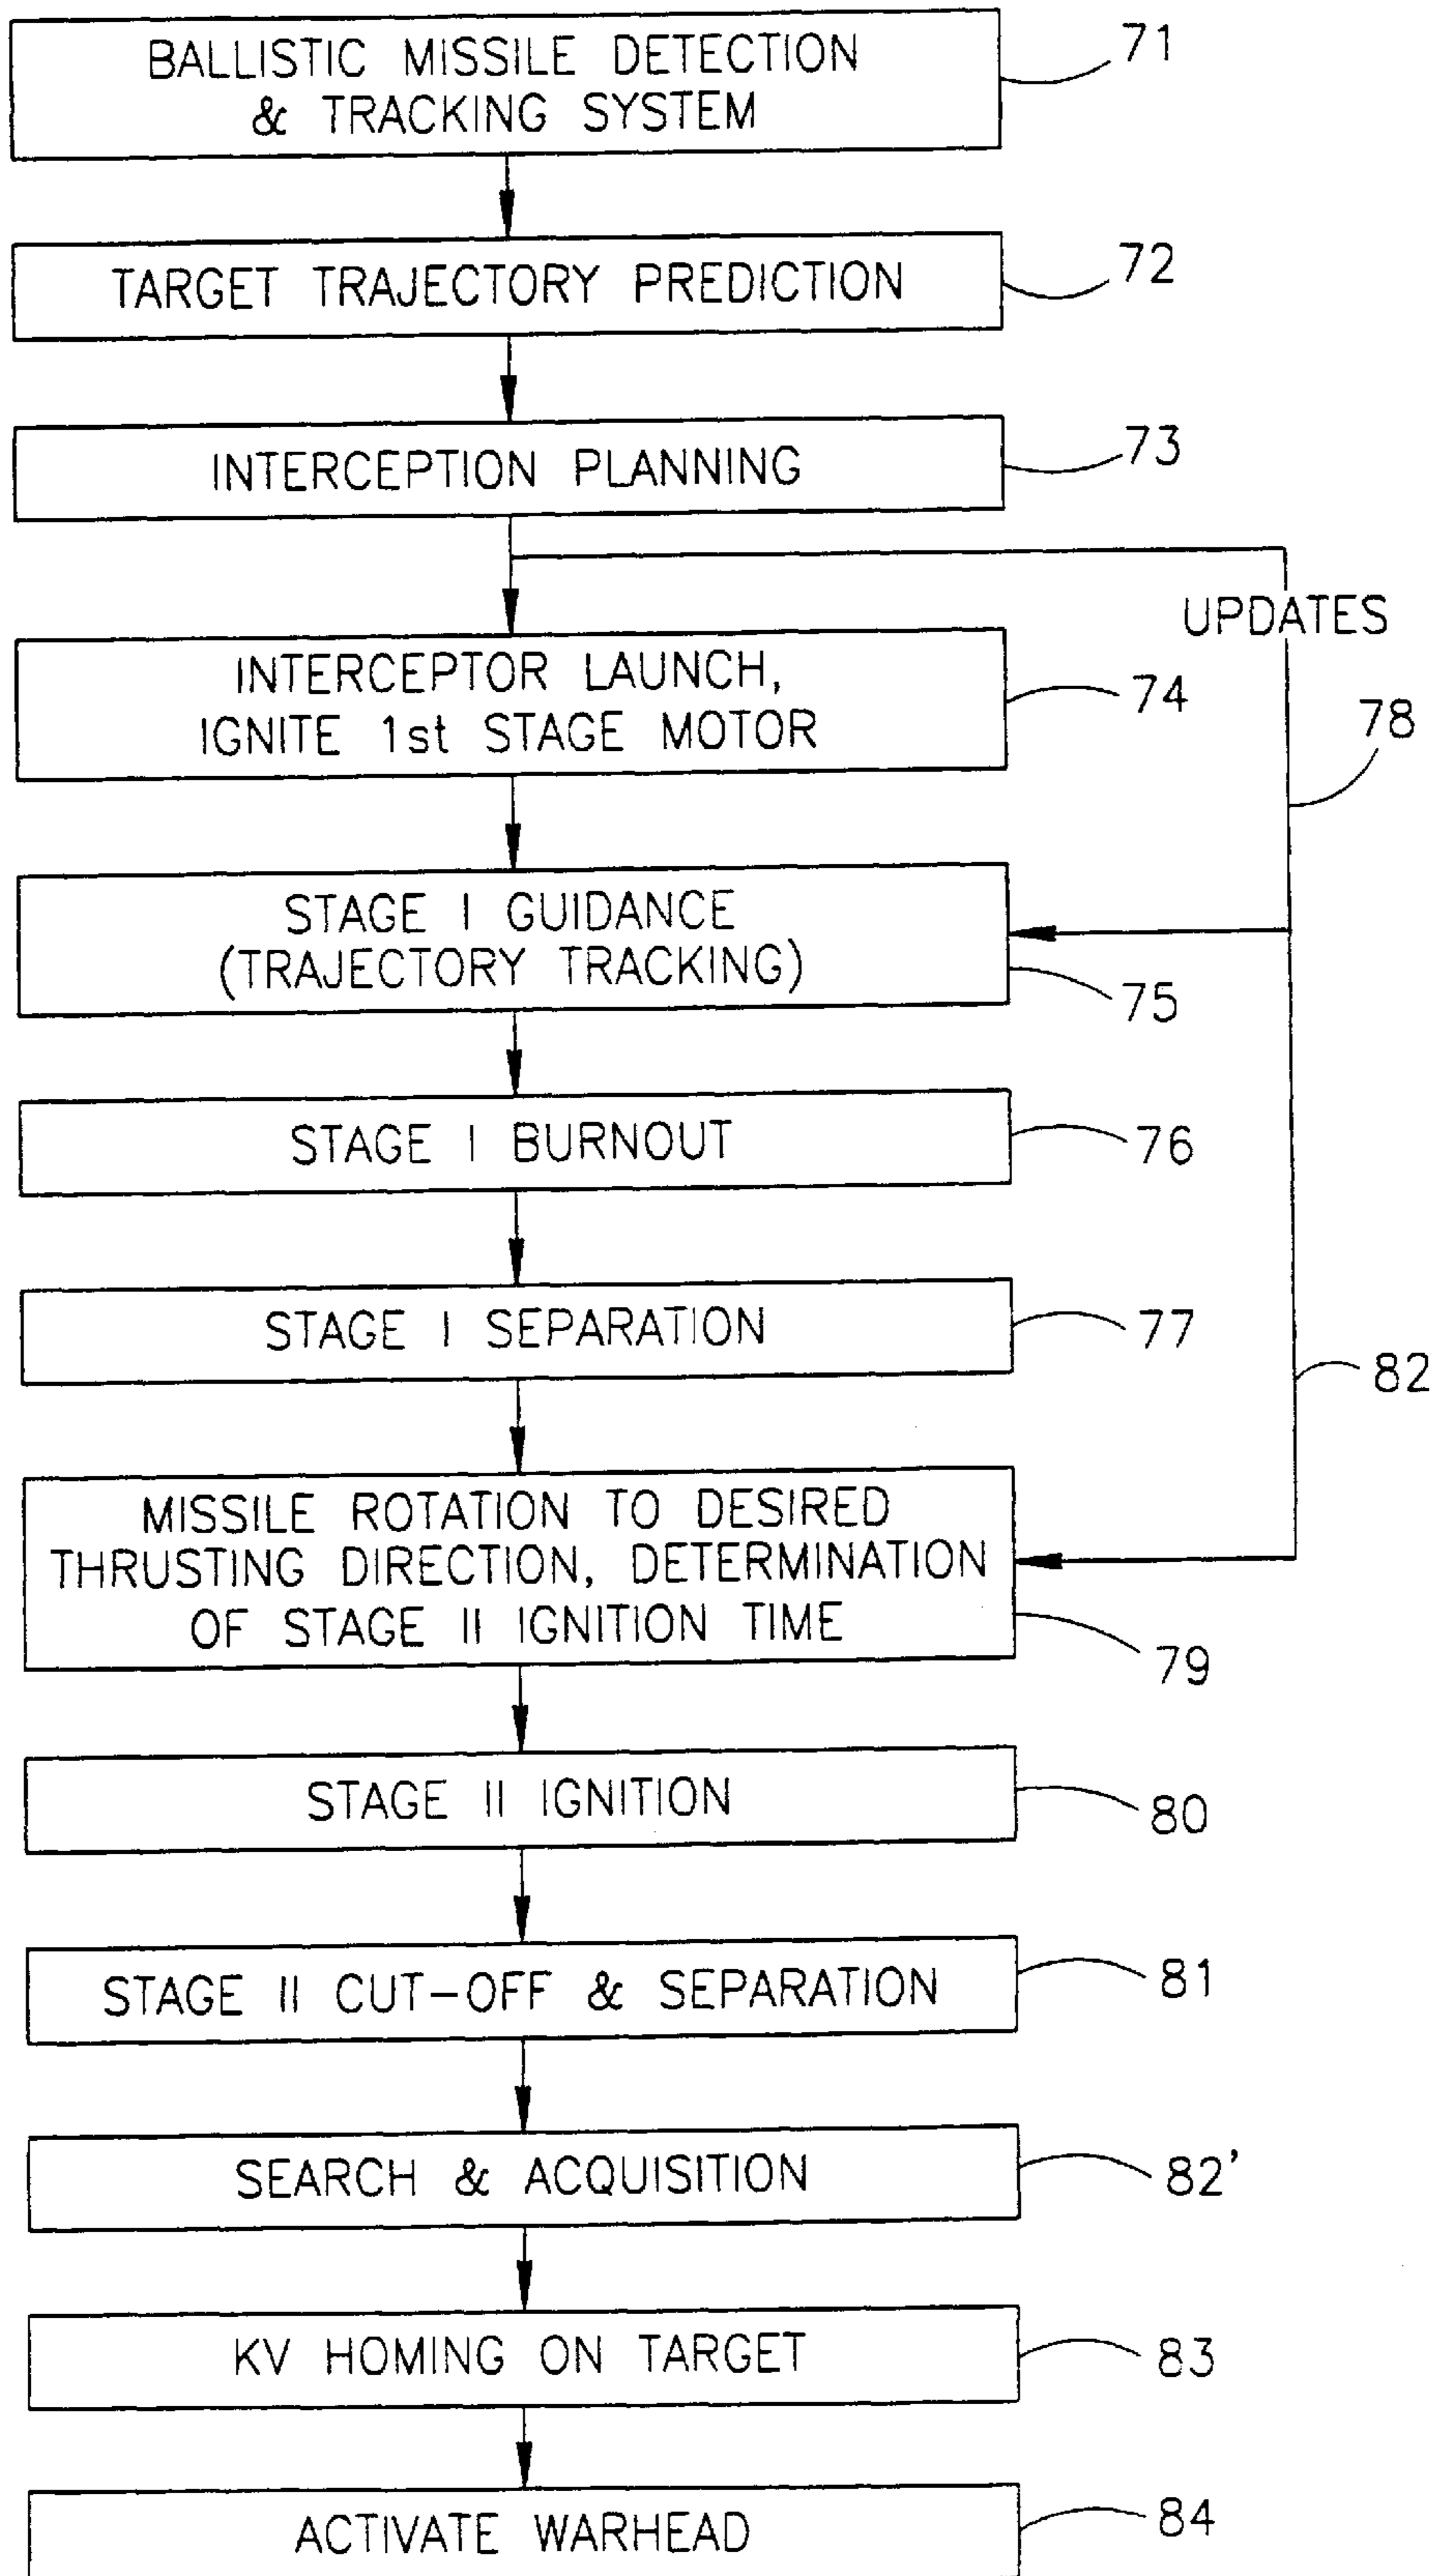 BALLISTIC MISSILE DETECTION
& TRACKING SYSTEM
71
TARGET TRAJECTORY PREDICTION
72
INTERCEPTION PLANNING
73
UPDATES
INTERCEPTOR LAUNCH,
IGNITE 1st STAGE MOTOR
74
78
STAGE I GUIDANCE
(TRAJECTORY TRACKING)
75
STAGE I BURNOUT
76
STAGE I SEPARATION
77
82
MISSILE ROTATION TO DESIRED
THRUSTING DIRECTION, DETERMINATION
OF STAGE II IGNITION TIME
79
STAGE II IGNITION
80
STAGE II CUT-OFF & SEPARATION
81
SEARCH & ACQUISITION
82'
KV HOMING ON TARGET
83
ACTIVATE WARHEAD
84